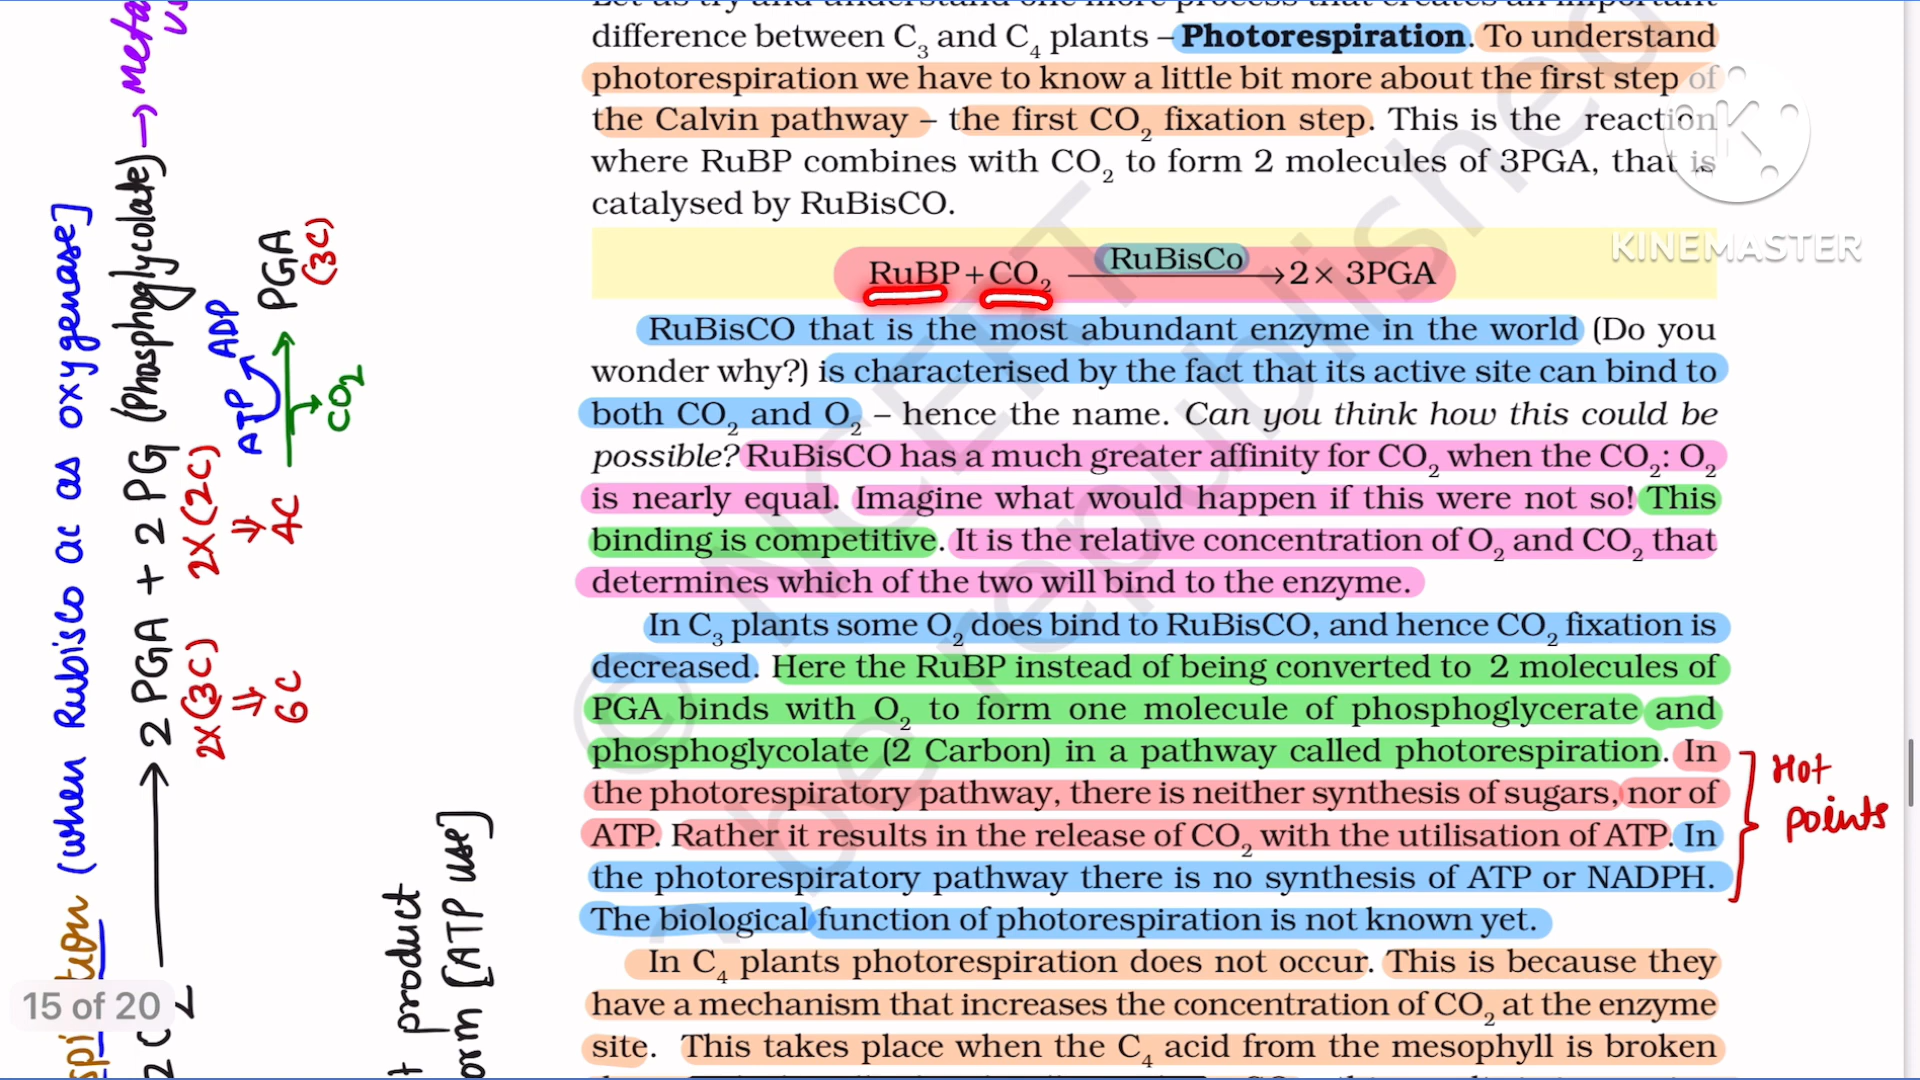 Let us try and understand one more process that creates an important
difference between C₃ and C₄ plants – Photorespiration. To understand
photorespiration we have to know a little bit more about the first step of
the Calvin pathway – the first CO₂ fixation step. This is the reaction
where RuBP combines with CO₂ to form 2 molecules of 3PGA, that is
catalysed by RuBisCO.
KINEMASTER
RuBP + CO₂ ——RuBisCo——→ 2 × 3PGA
RuBisCO that is the most abundant enzyme in the world (Do you
wonder why?) is characterised by the fact that its active site can bind to
both CO₂ and O₂ – hence the name. Can you think how this could be
possible? RuBisCO has a much greater affinity for CO₂ when the CO₂: O₂
is nearly equal. Imagine what would happen if this were not so! This
binding is competitive. It is the relative concentration of O₂ and CO₂ that
determines which of the two will bind to the enzyme.
In C₃ plants some O₂ does bind to RuBisCO, and hence CO₂ fixation is
decreased. Here the RuBP instead of being converted to 2 molecules of
PGA binds with O₂ to form one molecule of phosphoglycerate and
phosphoglycolate (2 Carbon) in a pathway called photorespiration. In
the photorespiratory pathway, there is neither synthesis of sugars, nor of
ATP. Rather it results in the release of CO₂ with the utilisation of ATP. In
the photorespiratory pathway there is no synthesis of ATP or NADPH.
The biological function of photorespiration is not known yet.
In C₄ plants photorespiration does not occur. This is because they
have a mechanism that increases the concentration of CO₂ at the enzyme
site. This takes place when the C₄ acid from the mesophyll is broken
Hot
points
© NCERT
be republished
(when Rubisco ac as oxygenase]
→ 2 PGA + 2 PG (Phosphoglycolate) →
2x(3C) 2x(2C)
⇓ ⇓
6C 4C
ATP ADP
CO₂
PGA
(3C)
product
[ATP use]
15 of 20